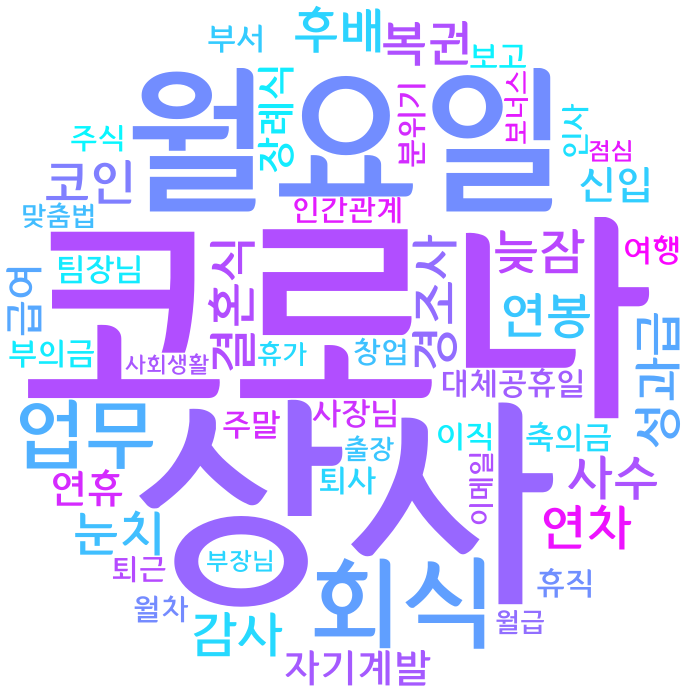 부서
후배
복권
보고
월요일
장례식
분위기
보너스
인사
점심
주식
코인
신입
맞춤법
인간관계
코로나
결혼식
경조사
늦잠
여행
급여
팀장님
연봉
성과급
부의금
사회생활
휴가
창업
대체공휴일
업무
주말
사장님
상사
이직
축의금
출장
연휴
퇴사
이메일
사수
눈치
연차
퇴근
부장님
회식
휴직
월차
감사
월급
자기계발